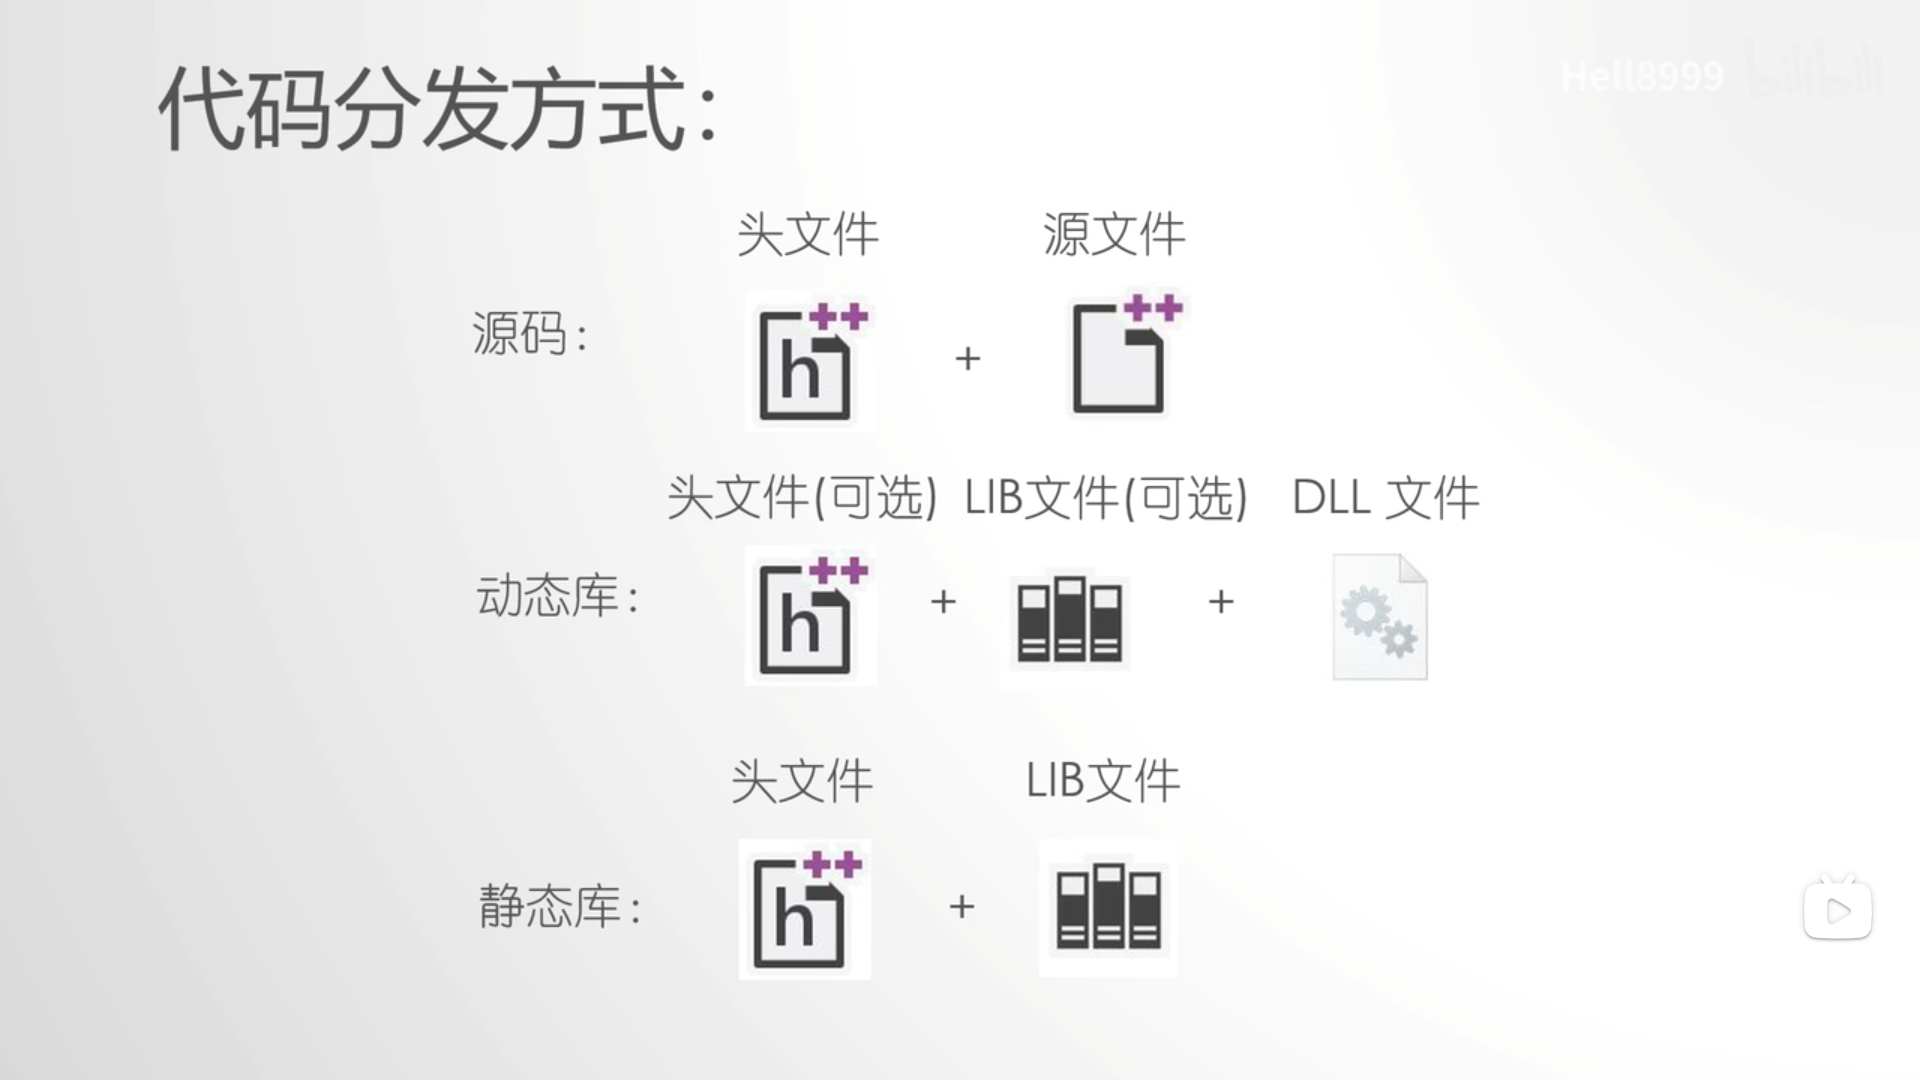 代码分发方式：
Hell8999 bilibili
头文件 源文件
源码：
h++ + ++
头文件(可选) LIB文件(可选) DLL 文件
动态库：
h++ + +
头文件 LIB文件
静态库：
h++ +